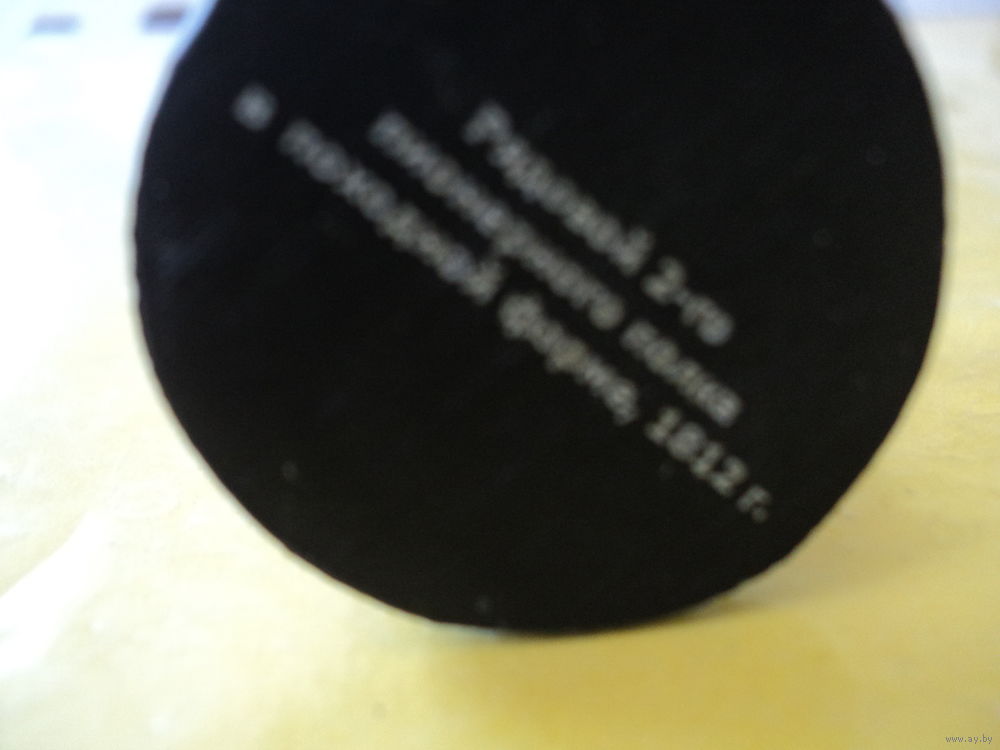 Рядовой 2-го
пионерного полка
в походной форме, 1812 г.
www.ay.by